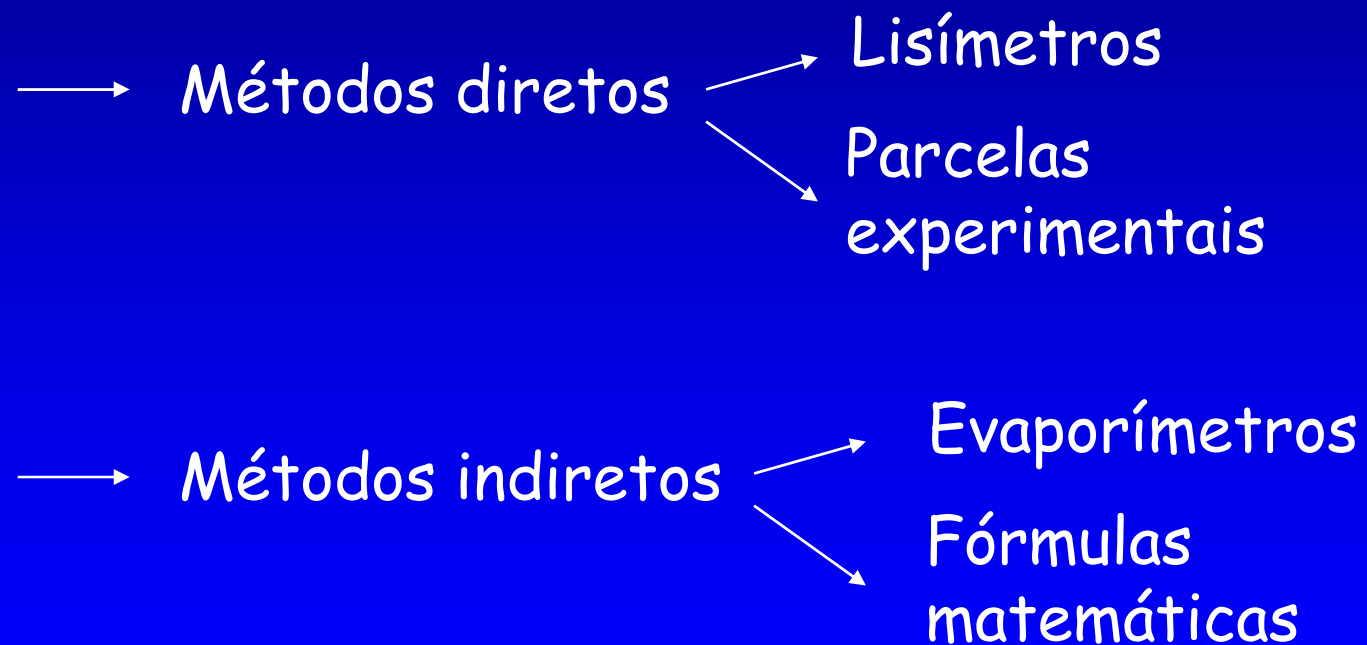 Métodos diretos
Lisímetros
Parcelas
experimentais
Métodos indiretos
Evaporímetros
Fórmulas
matemáticas